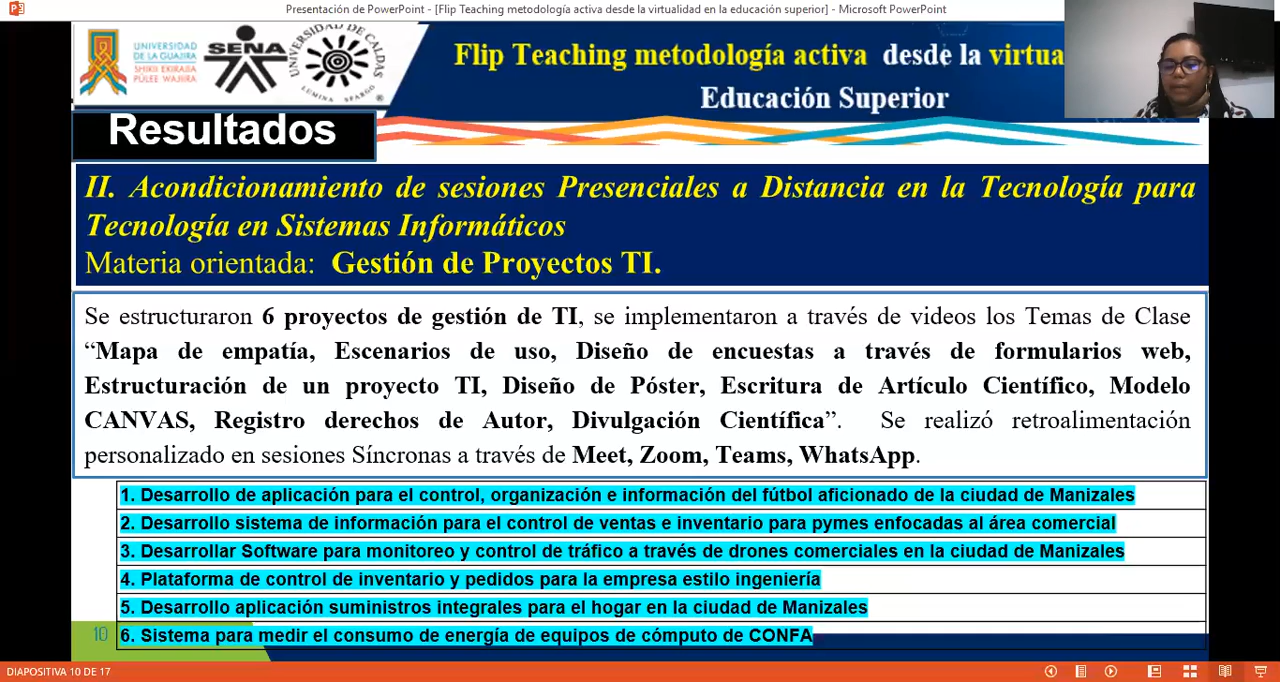 Presentación de PowerPoint - [Flip Teaching metodología activa desde la virtualidad en la educación superior] - Microsoft PowerPoint
UNIVERSIDAD
DE LA GUAJIRA
SHIKII EKIRAJIA
PÜLEE WAJIIRA
SENA
UNIVERSIDAD DE CALDAS
LUMINA SPARGO
Flip Teaching metodología activa desde la virtua
Educación Superior
Resultados
II. Acondicionamiento de sesiones Presenciales a Distancia en la Tecnología para
Tecnología en Sistemas Informáticos
Materia orientada: Gestión de Proyectos TI.
Se estructuraron 6 proyectos de gestión de TI, se implementaron a través de videos los Temas de Clase
“Mapa de empatía, Escenarios de uso, Diseño de encuestas a través de formularios web,
Estructuración de un proyecto TI, Diseño de Póster, Escritura de Artículo Científico, Modelo
CANVAS, Registro derechos de Autor, Divulgación Científica”. Se realizó retroalimentación
personalizado en sesiones Síncronas a través de Meet, Zoom, Teams, WhatsApp.
1. Desarrollo de aplicación para el control, organización e información del fútbol aficionado de la ciudad de Manizales
2. Desarrollo sistema de información para el control de ventas e inventario para pymes enfocadas al área comercial
3. Desarrollar Software para monitoreo y control de tráfico a través de drones comerciales en la ciudad de Manizales
4. Plataforma de control de inventario y pedidos para la empresa estilo ingeniería
5. Desarrollo aplicación suministros integrales para el hogar en la ciudad de Manizales
6. Sistema para medir el consumo de energía de equipos de cómputo de CONFA
10
DIAPOSITIVA 10 DE 17